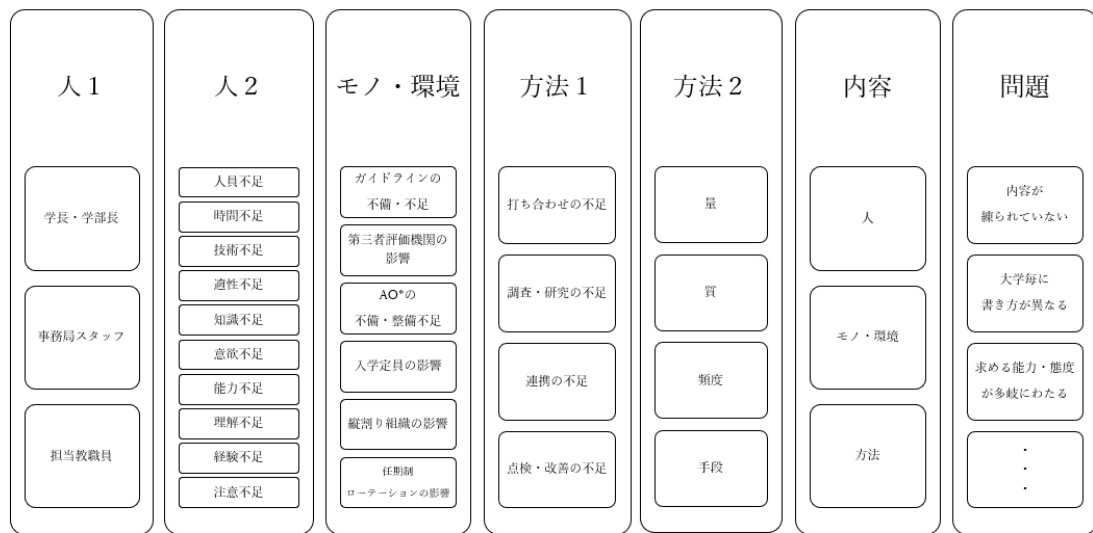 人１
学長・学部長
事務局スタッフ
担当教職員
人２
人員不足
時間不足
技術不足
適性不足
知識不足
意欲不足
能力不足
理解不足
経験不足
注意不足
モノ・環境
ガイドラインの
不備・不足
第三者評価機関の
影響
AO*の
不備・整備不足
入学定員の影響
縦割り組織の影響
任期制
ローテーションの影響
方法１
打ち合わせの不足
調査・研究の不足
連携の不足
点検・改善の不足
方法２
量
質
頻度
手段
内容
人
モノ・環境
方法
問題
内容が
練られていない
大学毎に
書き方が異なる
求める能力・態度
が多岐にわたる
・
・
・